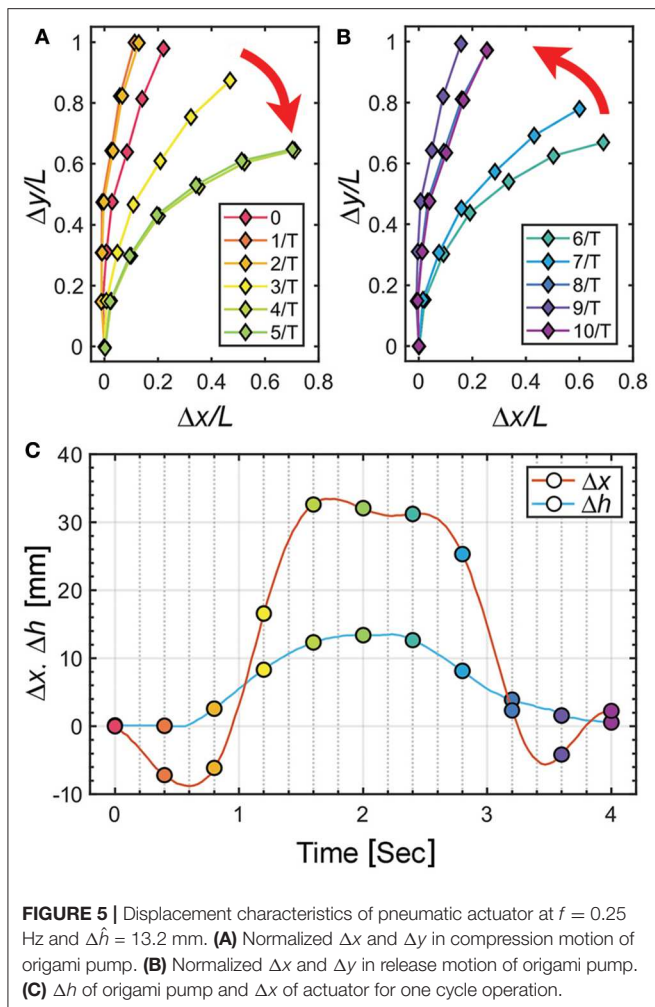 A
B
1
0.8
0.6
0.4
0.2
0
Δy/L
0
1/T
2/T
3/T
4/T
5/T
0 0.2 0.4 0.6 0.8
Δx/L
1
0.8
0.6
0.4
0.2
0
Δy/L
6/T
7/T
8/T
9/T
10/T
0 0.2 0.4 0.6 0.8
Δx/L
C
40
30
20
10
0
-10
Δx. Δh [mm]
Δx
Δh
0 1 2 3 4
Time [Sec]
FIGURE 5 | Displacement characteristics of pneumatic actuator at f = 0.25
Hz and Δĥ = 13.2 mm. (A) Normalized Δx and Δy in compression motion of
origami pump. (B) Normalized Δx and Δy in release motion of origami pump.
(C) Δh of origami pump and Δx of actuator for one cycle operation.